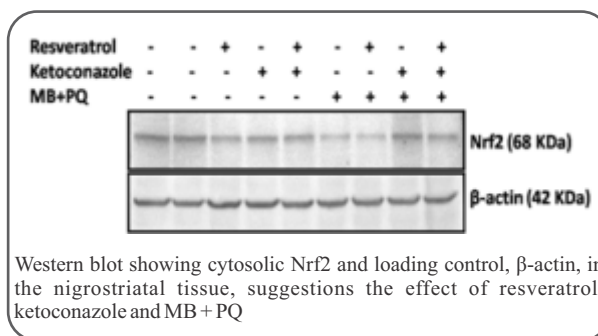 Resveratrol - - + - + - + - +
Ketoconazole - - - + + - - + +
MB+PQ - - - - - + + + +
Nrf2 (68 KDa)
β-actin (42 KDa)
Western blot showing cytosolic Nrf2 and loading control, β-actin, in
the nigrostriatal tissue, suggestions the effect of resveratrol
ketoconazole and MB + PQ